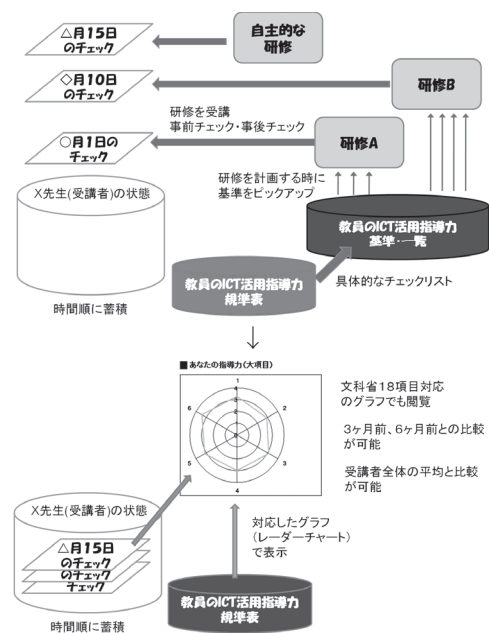 △月15日
のチェック
自主的な
研修
◇月10日
のチェック
研修B
研修を受講
事前チェック・事後チェック
○月1日の
チェック
研修A
研修を計画する時に
基準をピックアップ
X先生(受講者)の状態
教員のICT活用指導力
基準・一覧
教員のICT活用指導力
規準表
具体的なチェックリスト
時間順に蓄積
■あなたの指導力(大項目)
1
2
3
4
5
6
4
3
2
1
0
文科省18項目対応
のグラフでも閲覧
3ヶ月前、6ヶ月前との比較
が可能
受講者全体の平均と比較
が可能
X先生(受講者)の状態
△月15日
のチェック
のチェック
チェック
対応したグラフ
(レーダーチャート)
で表示
教員のICT活用指導力
規準表
時間順に蓄積